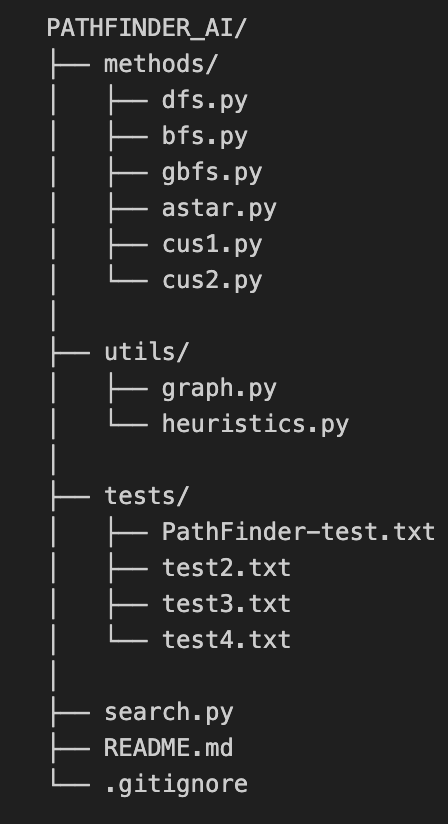 PATHFINDER_AI/
├── methods/
│   ├── dfs.py
│   ├── bfs.py
│   ├── gbfs.py
│   ├── astar.py
│   ├── cus1.py
│   └── cus2.py
│
├── utils/
│   ├── graph.py
│   └── heuristics.py
│
├── tests/
│   ├── PathFinder-test.txt
│   ├── test2.txt
│   ├── test3.txt
│   └── test4.txt
│
├── search.py
├── README.md
└── .gitignore